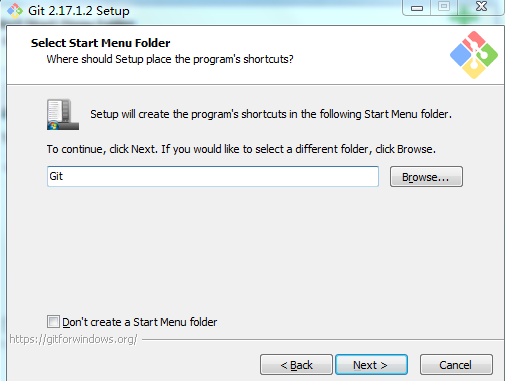 Git 2.17.1.2 Setup
Select Start Menu Folder
Where should Setup place the program's shortcuts?
Setup will create the program's shortcuts in the following Start Menu folder.
To continue, click Next. If you would like to select a different folder, click Browse.
Git
Browse...
Don't create a Start Menu folder
https://gitforwindows.org/
< Back
Next >
Cancel